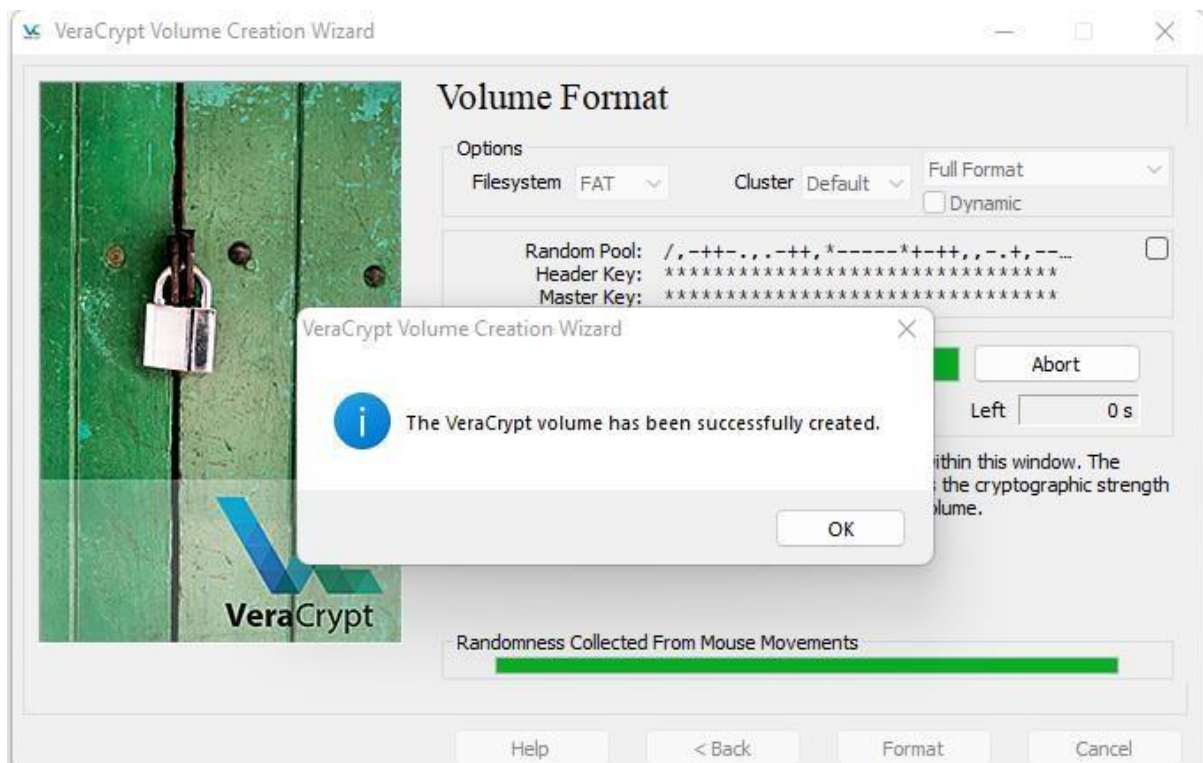 VeraCrypt Volume Creation Wizard
Volume Format
Options
Filesystem FAT Cluster Default Full Format
Dynamic
Random Pool: /,-++-.,.-++,*-----*+-++,,-.+,--...
Header Key: ********************************
Master Key: ********************************
VeraCrypt Volume Creation Wizard
Abort
The VeraCrypt volume has been successfully created.
Left 0 s
within this window. The
the cryptographic strength
OK
VeraCrypt
Randomness Collected From Mouse Movements
Help < Back Format Cancel